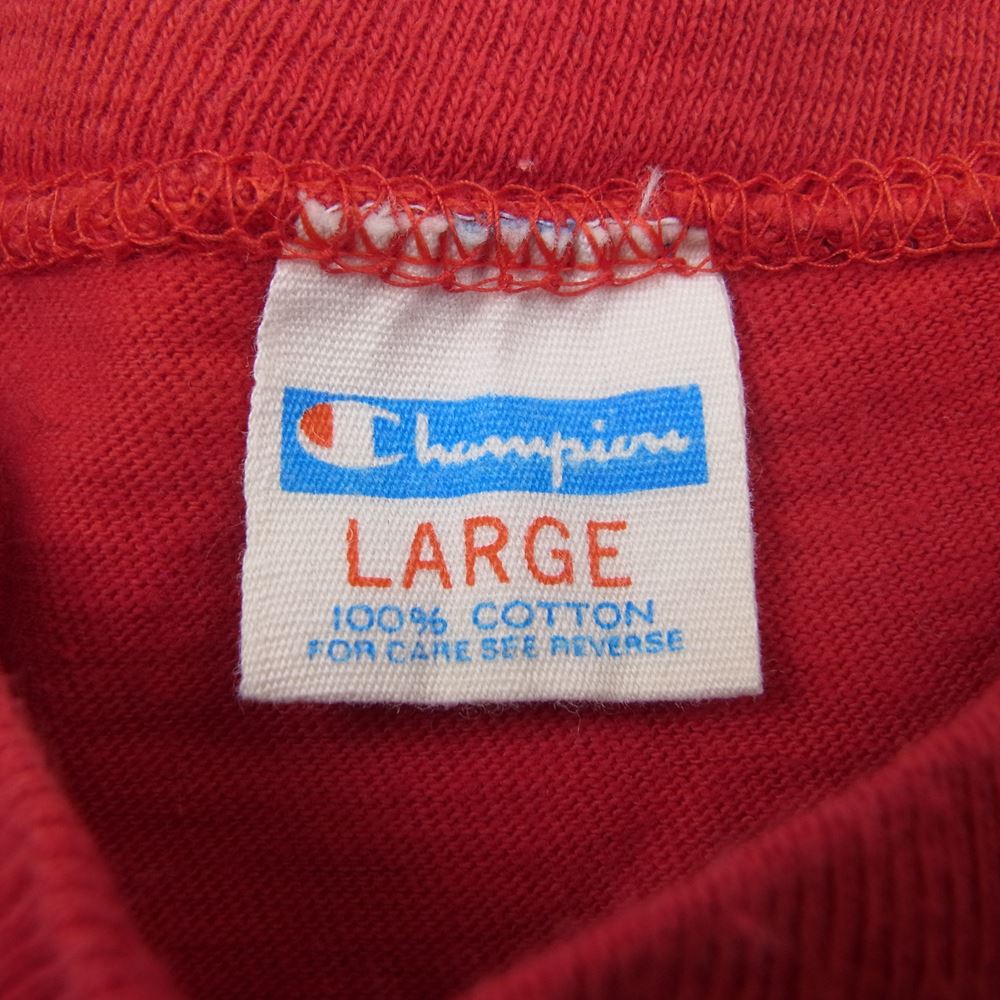 Champion
LARGE
100% COTTON
FOR CARE SEE REVERSE